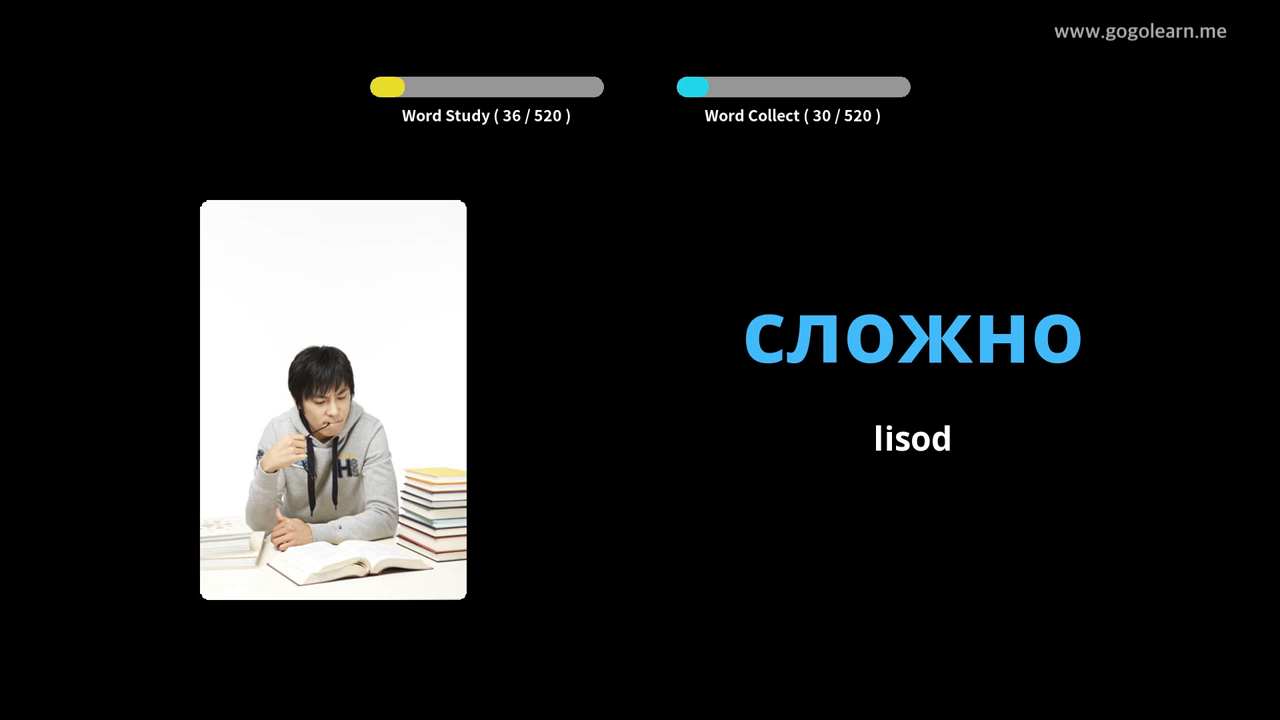 www.gogolearn.me
Word Study ( 36 / 520 )
Word Collect ( 30 / 520 )
сложно
lisod
H